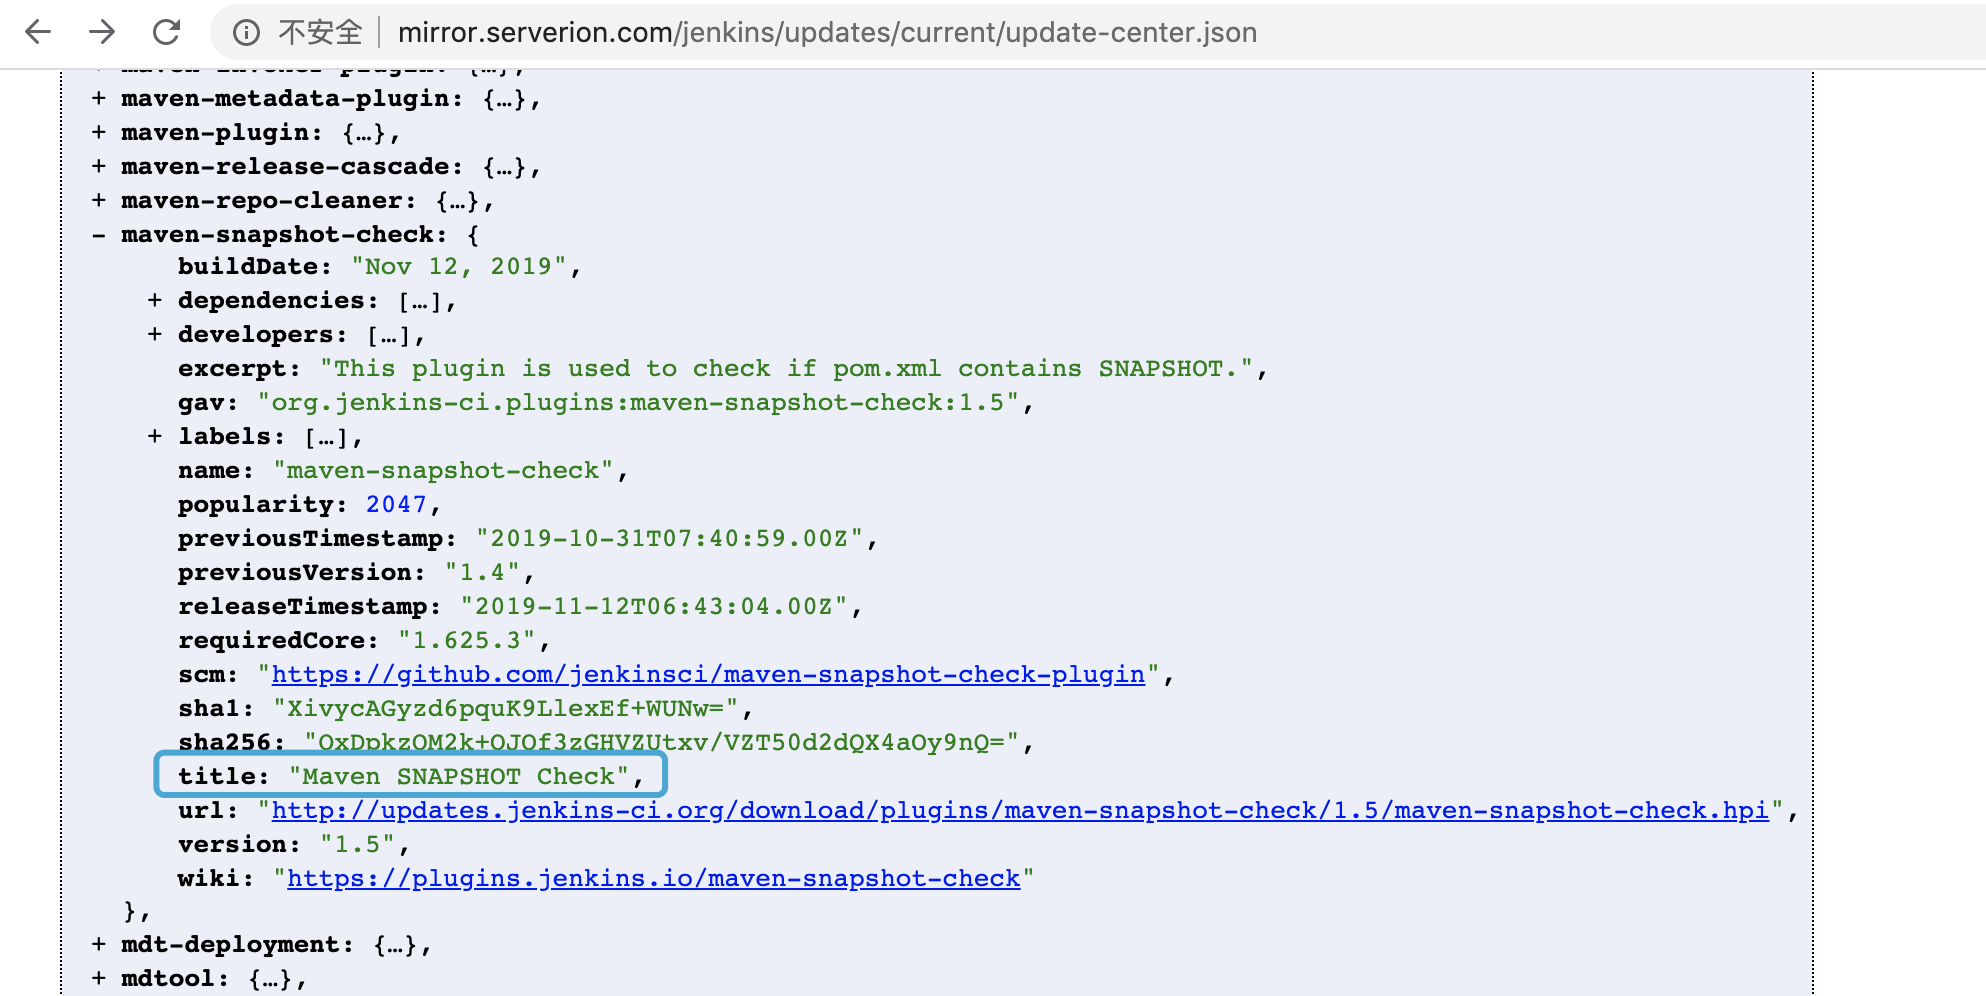 不安全 mirror.serverion.com/jenkins/updates/current/update-center.json
+ maven-metadata-plugin: {…},
+ maven-plugin: {…},
+ maven-release-cascade: {…},
+ maven-repo-cleaner: {…},
- maven-snapshot-check: {
buildDate: "Nov 12, 2019",
+ dependencies: […],
+ developers: […],
excerpt: "This plugin is used to check if pom.xml contains SNAPSHOT.",
gav: "org.jenkins-ci.plugins:maven-snapshot-check:1.5",
+ labels: […],
name: "maven-snapshot-check",
popularity: 2047,
previousTimestamp: "2019-10-31T07:40:59.00Z",
previousVersion: "1.4",
releaseTimestamp: "2019-11-12T06:43:04.00Z",
requiredCore: "1.625.3",
scm: "https://github.com/jenkinsci/maven-snapshot-check-plugin",
sha1: "XivycAGyzd6pquK9LlexEf+WUNw=",
sha256: "OxDpkzOM2k+OJOf3zGHVZUtxv/VZT50d2dQX4aOy9nQ=",
title: "Maven SNAPSHOT Check",
url: "http://updates.jenkins-ci.org/download/plugins/maven-snapshot-check/1.5/maven-snapshot-check.hpi",
version: "1.5",
wiki: "https://plugins.jenkins.io/maven-snapshot-check"
},
+ mdt-deployment: {…},
+ mdtool: {…},